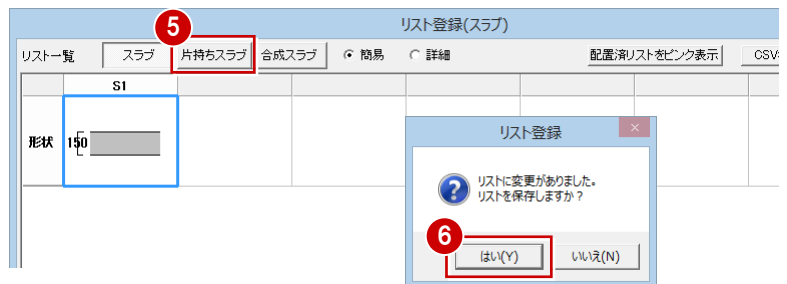 リスト登録(スラブ)
5
リスト一覧 スラブ 片持ちスラブ 合成スラブ 簡易 詳細 配置済リストをピンク表示 CSV
S1
形状 150
リスト登録
リストに変更がありました。
リストを保存しますか?
6
はい(Y) いいえ(N)